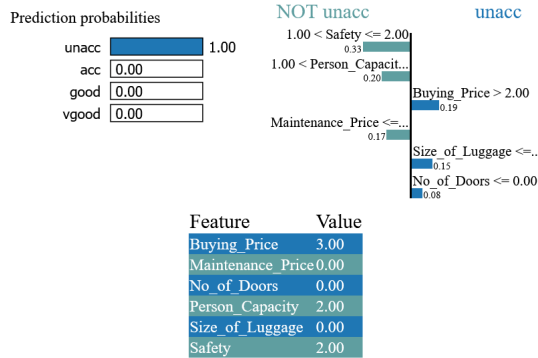 Prediction probabilities
unacc 1.00
acc 0.00
good 0.00
vgood 0.00
NOT unacc unacc
1.00 < Safety <= 2.00
0.33
1.00 < Person_Capacit...
0.20
Buying_Price > 2.00
0.19
Maintenance_Price <=...
0.17
Size_of_Luggage <=..
0.15
No_of_Doors <= 0.00
0.08
Feature Value
Buying_Price 3.00
Maintenance_Price 0.00
No_of_Doors 0.00
Person_Capacity 2.00
Size_of_Luggage 0.00
Safety 2.00